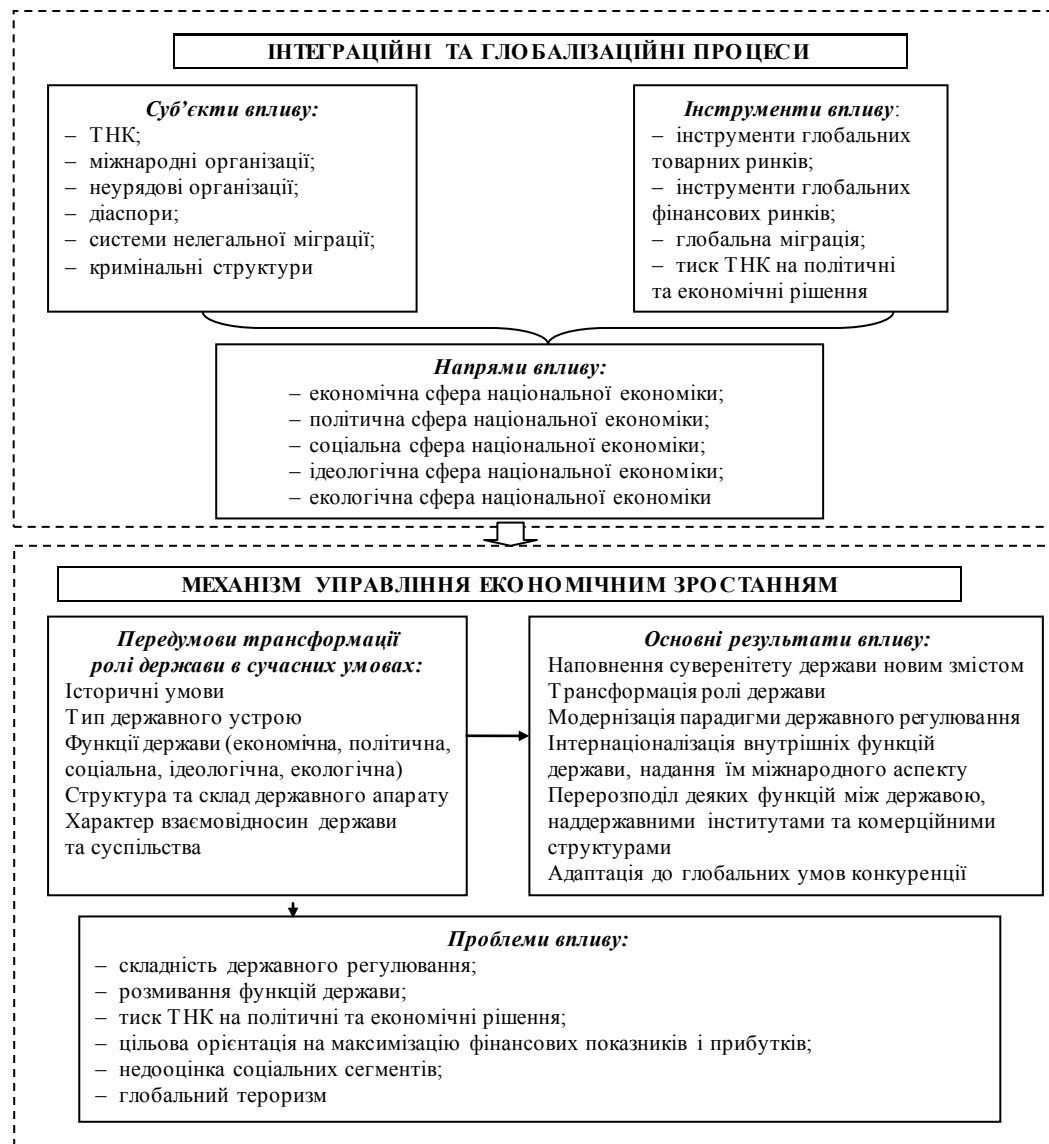 ІНТЕГРАЦІЙНІ ТА ГЛОБАЛІЗАЦІЙНІ ПРОЦЕСИ
Суб’єкти впливу:
– ТНК;
– міжнародні організації;
– неурядові організації;
– діаспори;
– системи нелегальної міграції;
– кримінальні структури
Інструменти впливу:
– інструменти глобальних
товарних ринків;
– інструменти глобальних
фінансових ринків;
– глобальна міграція;
– тиск ТНК на політичні
та економічні рішення
Напрями впливу:
– економічна сфера національної економіки;
– політична сфера національної економіки;
– соціальна сфера національної економіки;
– ідеологічна сфера національної економіки;
– екологічна сфера національної економіки
МЕХАНІЗМ УПРАВЛІННЯ ЕКОНОМІЧНИМ ЗРОСТАННЯМ
Передумови трансформації
ролі держави в сучасних умовах:
Історичні умови
Тип державного устрою
Функції держави (економічна, політична,
соціальна, ідеологічна, екологічна)
Структура та склад державного апарату
Характер взаємовідносин держави
та суспільства
Основні результати впливу:
Наповнення суверенітету держави новим змістом
Трансформація ролі держави
Модернізація парадигми державного регулювання
Інтернаціоналізація внутрішніх функцій
держави, надання їм міжнародного аспекту
Перерозподіл деяких функцій між державою,
наддержавними інститутами та комерційними
структурами
Адаптація до глобальних умов конкуренції
Проблеми впливу:
– складність державного регулювання;
– розмивання функцій держави;
– тиск ТНК на політичні та економічні рішення;
– цільова орієнтація на максимізацію фінансових показників і прибутків;
– недооцінка соціальних сегментів;
– глобальний тероризм